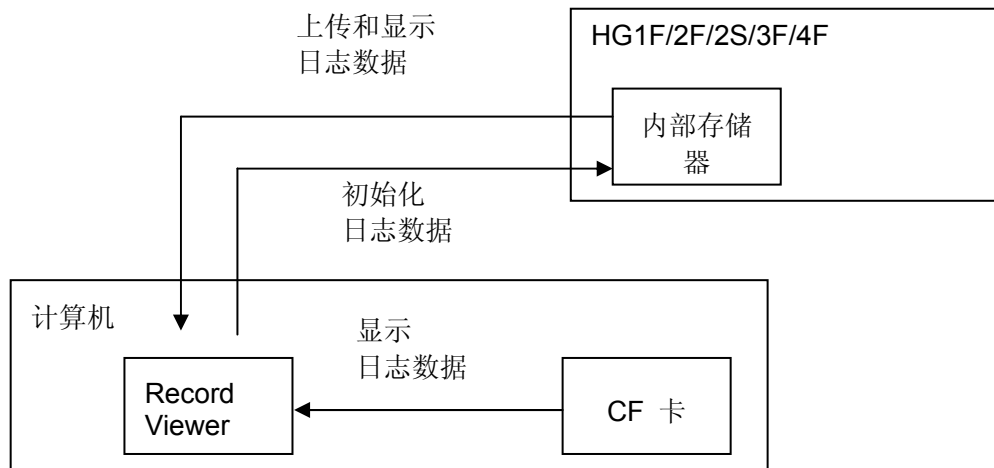 上传和显示
日志数据
HG1F/2F/2S/3F/4F
内部存储
器
初始化
日志数据
计算机
显示
日志数据
Record
Viewer
CF 卡